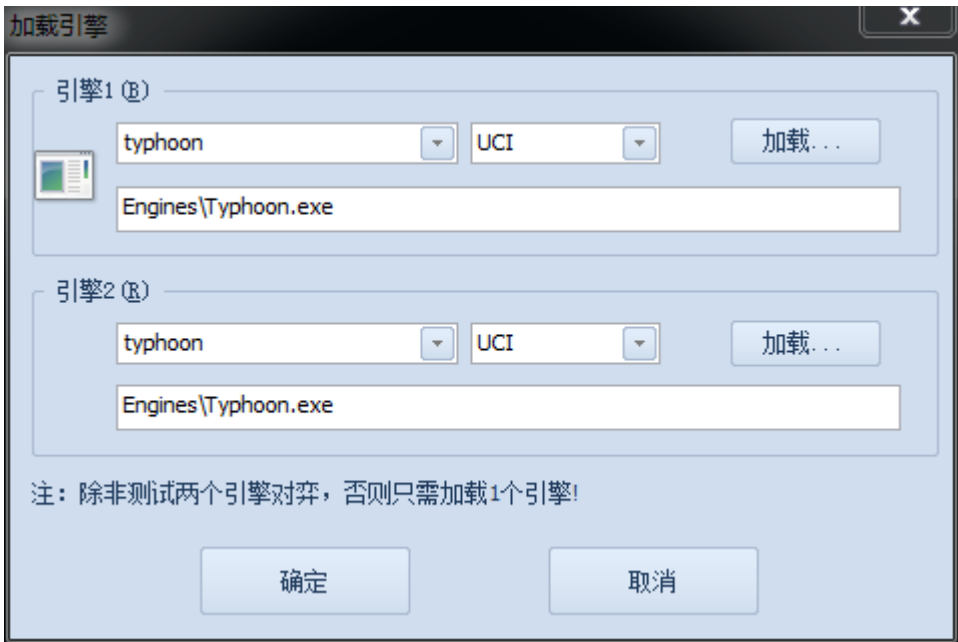 加载引擎
x
引擎1(B)
typhoon UCI 加载...
Engines\Typhoon.exe
引擎2(R)
typhoon UCI 加载...
Engines\Typhoon.exe
注：除非测试两个引擎对弈，否则只需加载1个引擎!
确定 取消